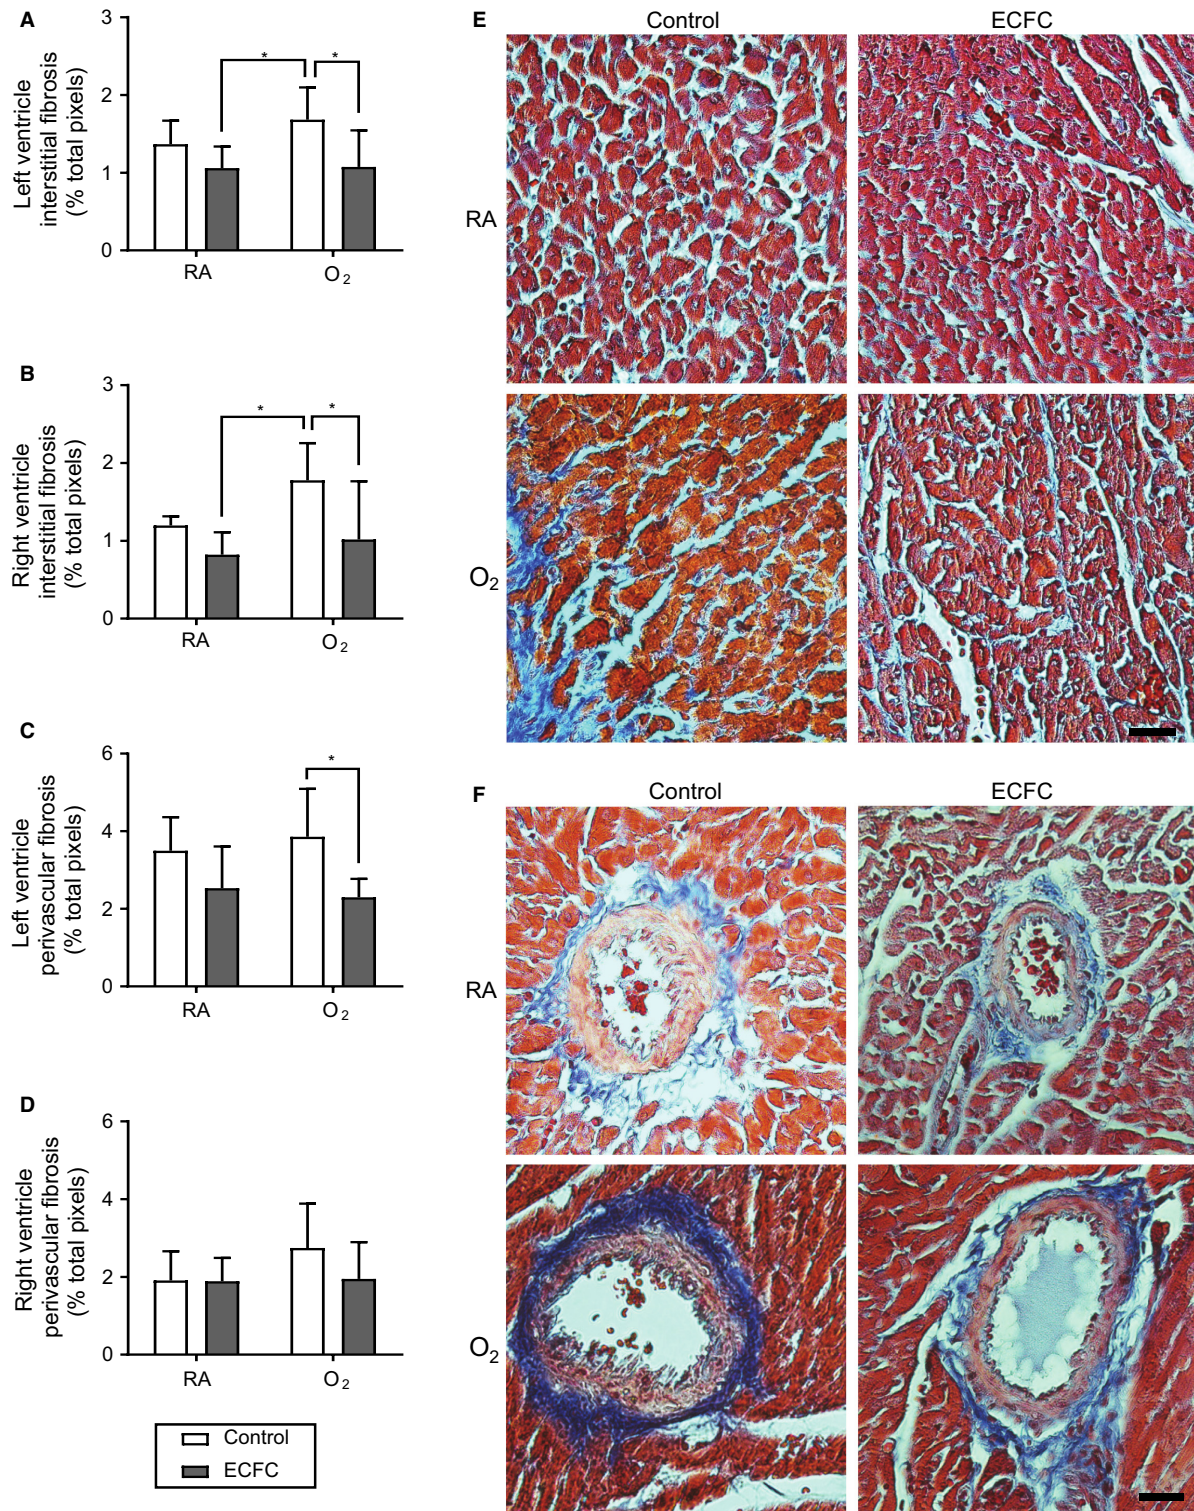 A
Left ventricle
interstitial fibrosis
(% total pixels)
3
2
1
0
*
*
RA
O2
B
Right ventricle
interstitial fibrosis
(% total pixels)
3
2
1
0
*
*
RA
O2
C
Left ventricle
perivascular fibrosis
(% total pixels)
6
4
2
0
*
RA
O2
D
Right ventricle
perivascular fibrosis
(% total pixels)
6
4
2
0
RA
O2
Control
ECFC
E
Control
ECFC
RA
O2
F
Control
ECFC
RA
O2